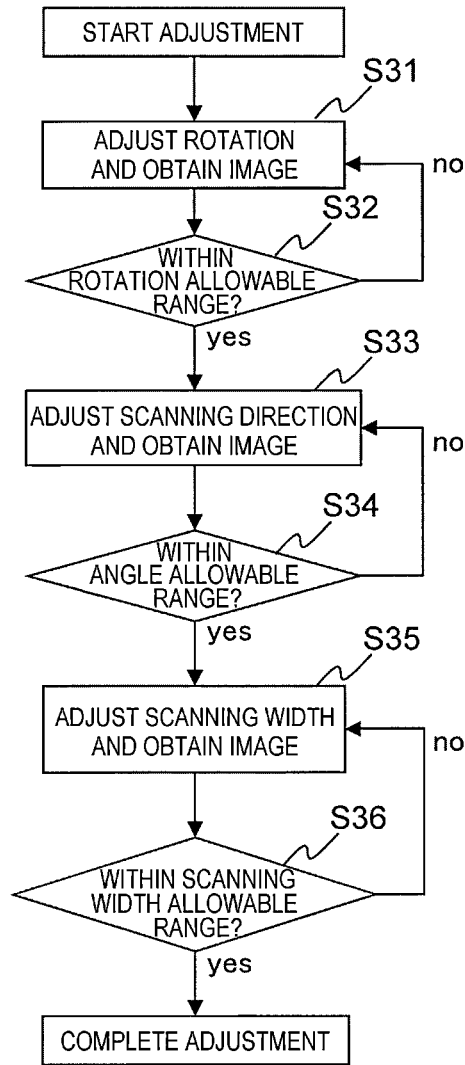 START ADJUSTMENT
S31
ADJUST ROTATION
AND OBTAIN IMAGE
no
S32
WITHIN
ROTATION ALLOWABLE
RANGE?
yes
S33
ADJUST SCANNING DIRECTION
AND OBTAIN IMAGE
no
S34
WITHIN
ANGLE ALLOWABLE
RANGE?
yes
S35
ADJUST SCANNING WIDTH
AND OBTAIN IMAGE
no
S36
WITHIN SCANNING
WIDTH ALLOWABLE
RANGE?
yes
COMPLETE ADJUSTMENT